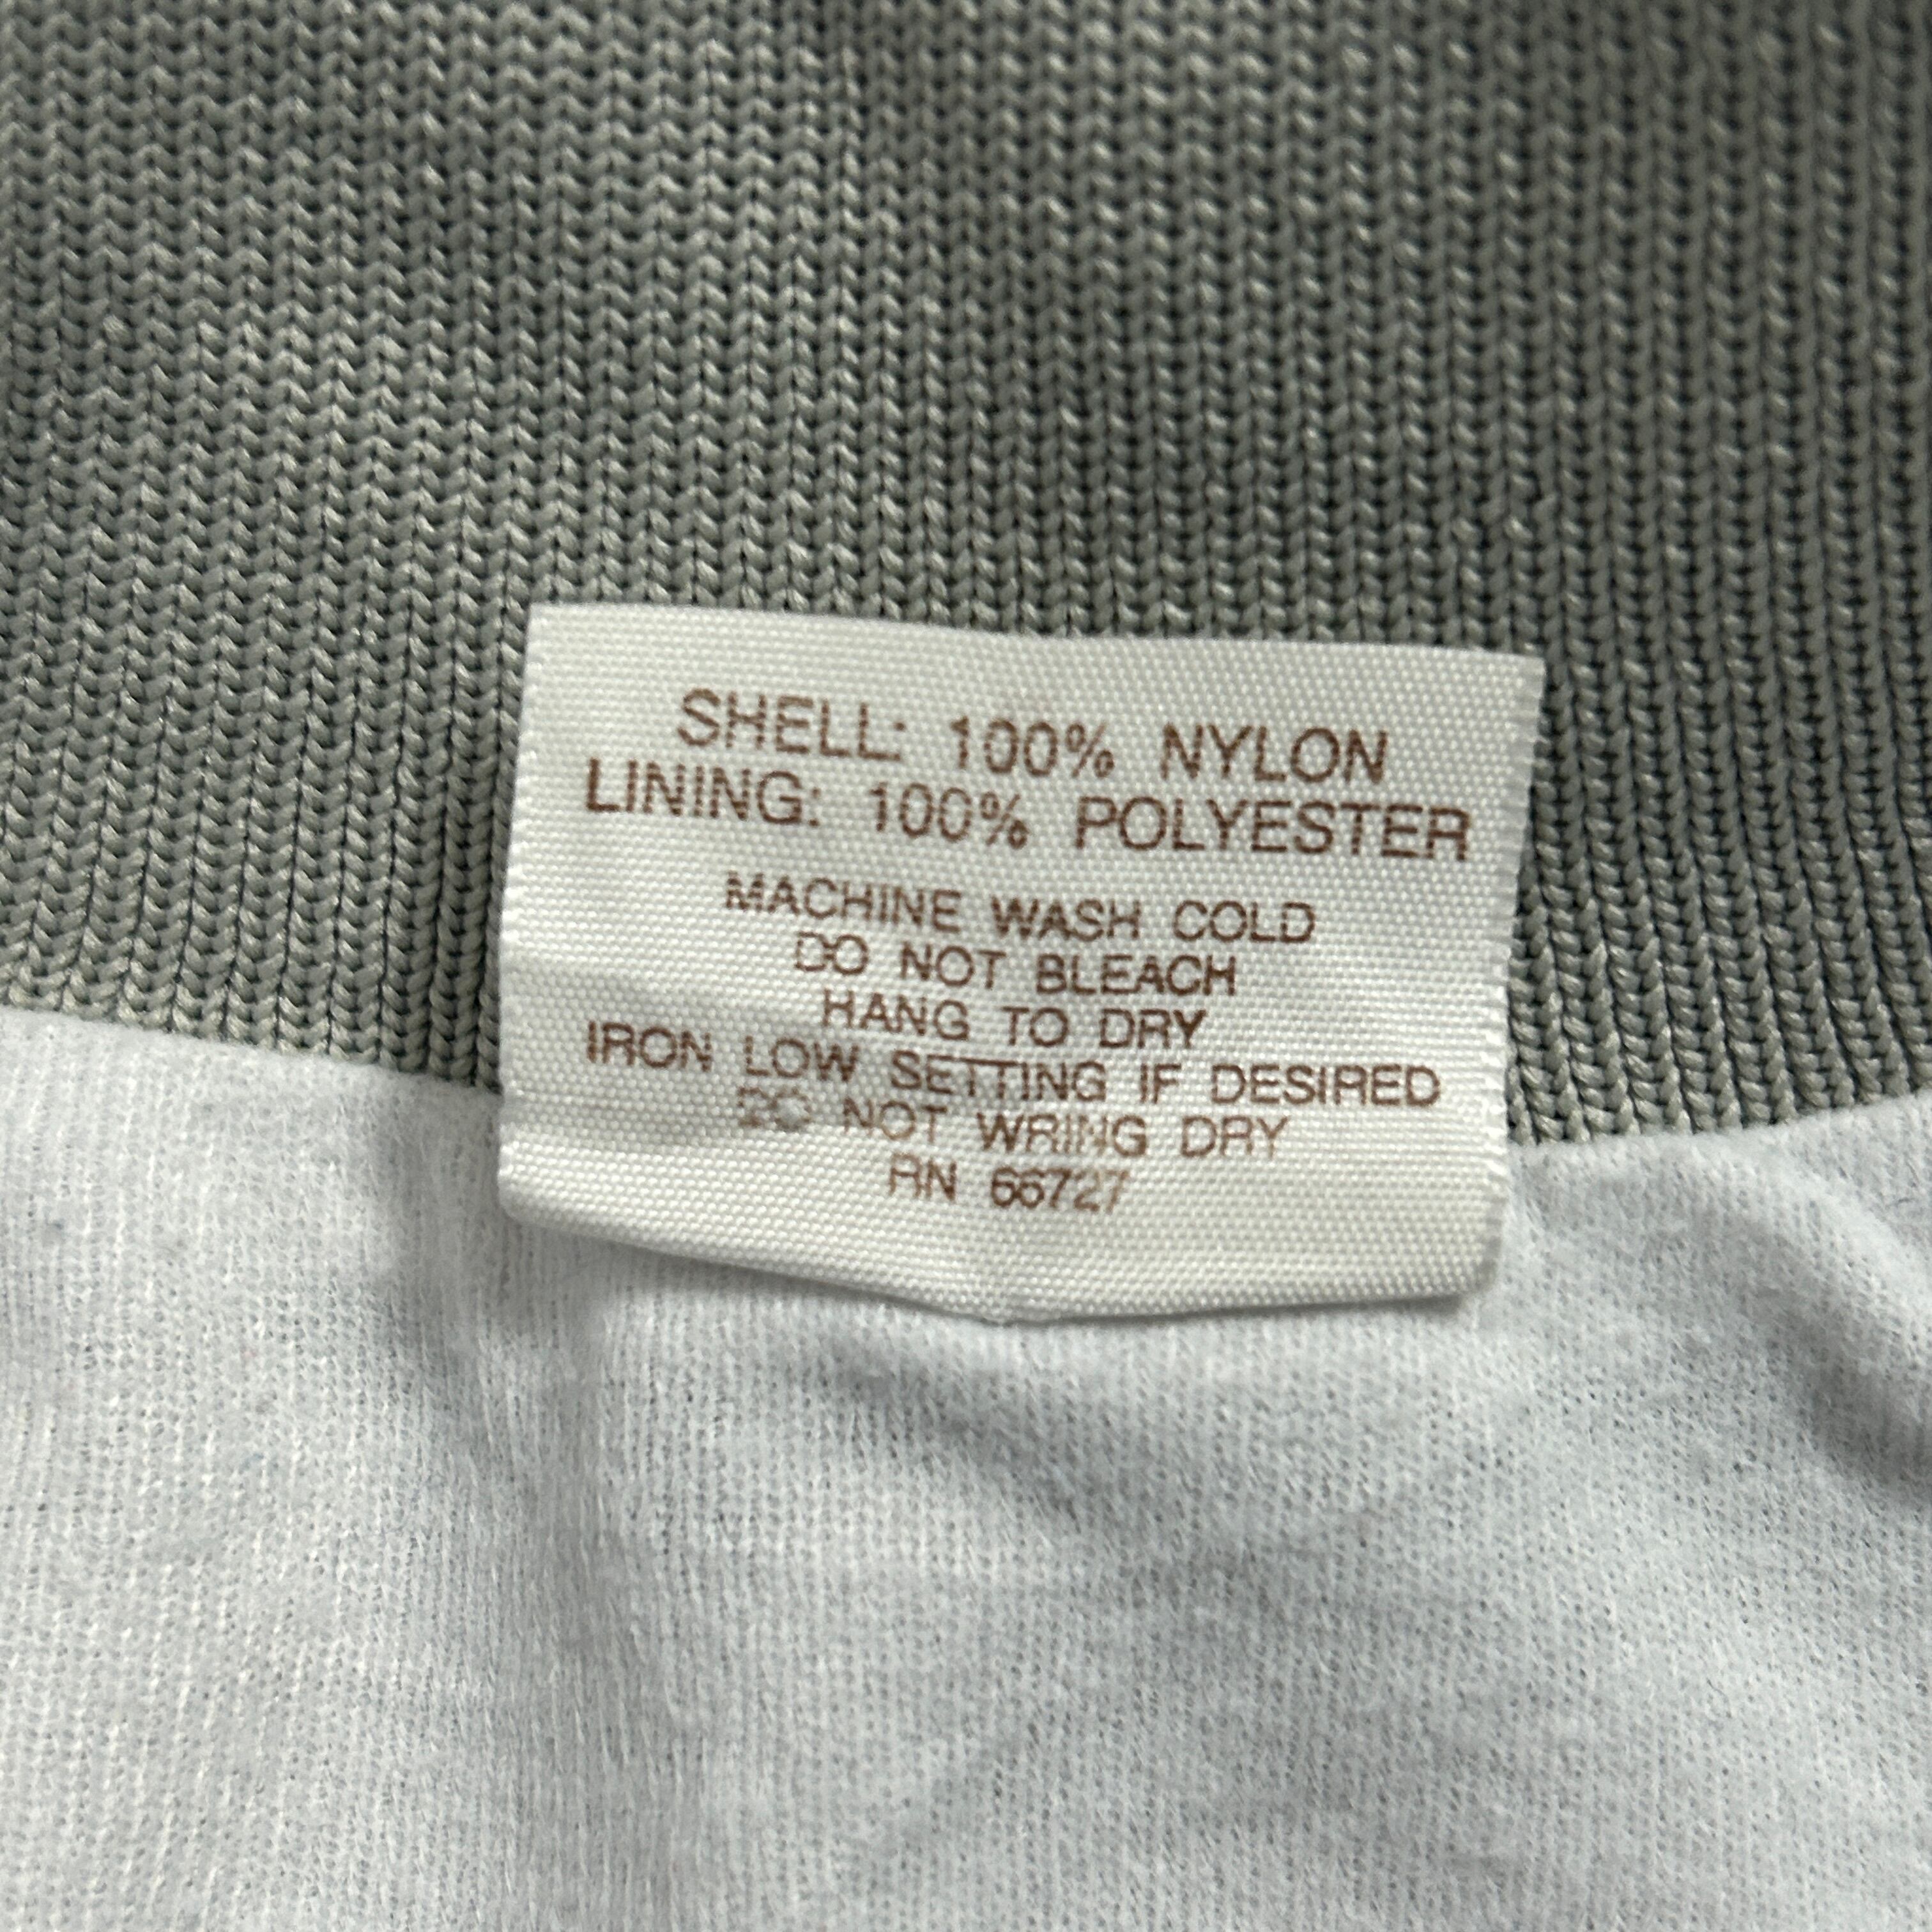 SHELL: 100% NYLON
LINING: 100% POLYESTER
MACHINE WASH COLD
DO NOT BLEACH
HANG TO DRY
IRON LOW SETTING IF DESIRED
DO NOT WRING DRY
RN 66727